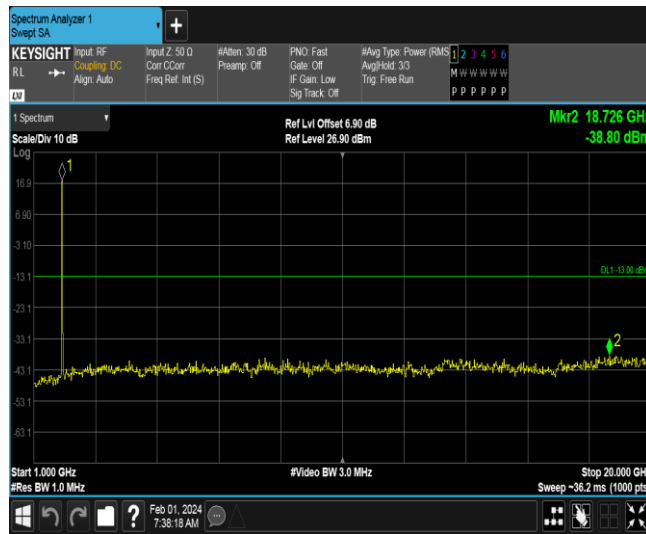 Spectrum Analyzer 1
Swept SA
+
KEYSIGHT Input: RF Input Z: 50 Ω #Atten: 30 dB PNO: Fast #Avg Type: Power (RMS 1 2 3 4 5 6
RL Coupling: DC Corr CCorr Preamp: Off Gate: Off Avg|Hold: 3/3 M W W W W W
Align: Auto Freq Ref: Int (S) IF Gain: Low Trig: Free Run
LXI Sig Track: Off P P P P P P
1 Spectrum Ref Lvl Offset 6.90 dB Mkr2 18.726 GHz
Scale/Div 10 dB Ref Level 26.90 dBm -38.80 dBm
Log
1
16.9
6.90
-3.10
-13.1 DL1 -13.00 dBm
-23.1
-33.1 2
-43.1
-53.1
-63.1
Start 1.000 GHz #Video BW 3.0 MHz Stop 20.000 GH
#Res BW 1.0 MHz Sweep ~36.2 ms (1000 pts
? Feb 01, 2024
7:38:18 AM